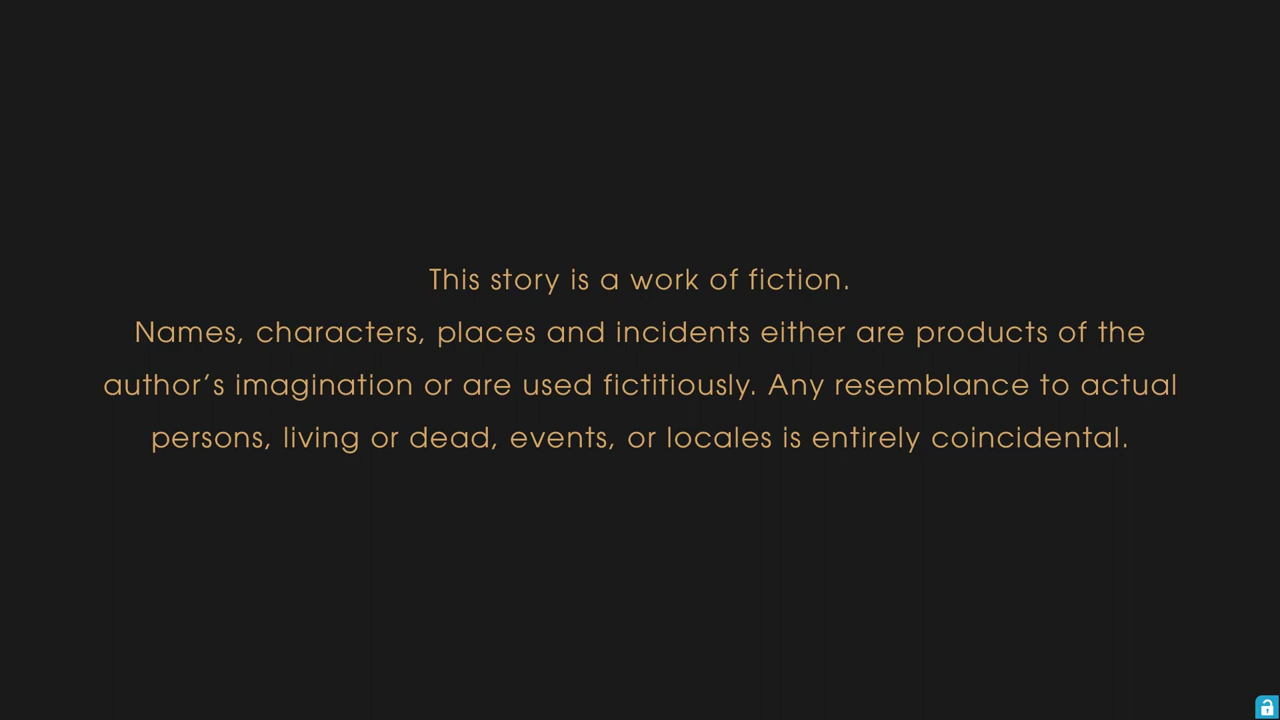 This story is a work of fiction.
Names, characters, places and incidents either are products of the
author’s imagination or are used fictitiously. Any resemblance to actual
persons, living or dead, events, or locales is entirely coincidental.